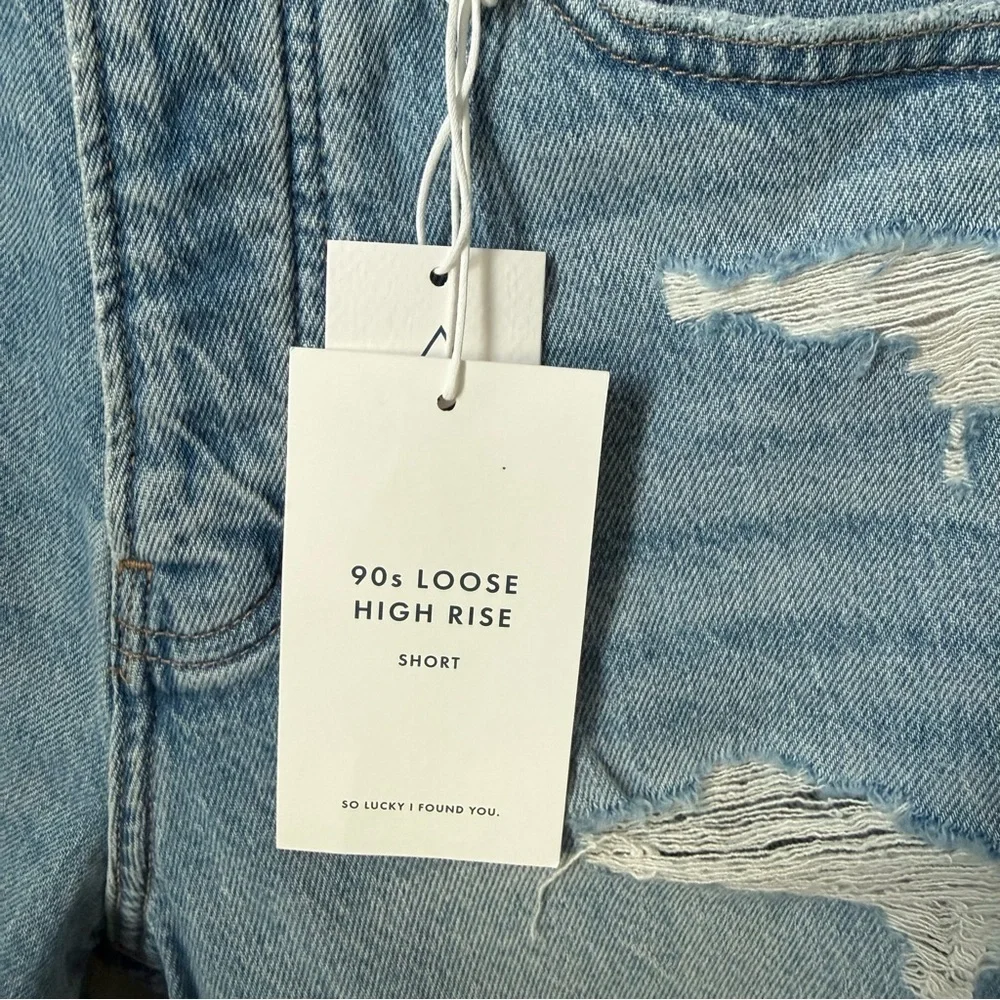 90s LOOSE
HIGH RISE
SHORT
SO LUCKY I FOUND YOU.